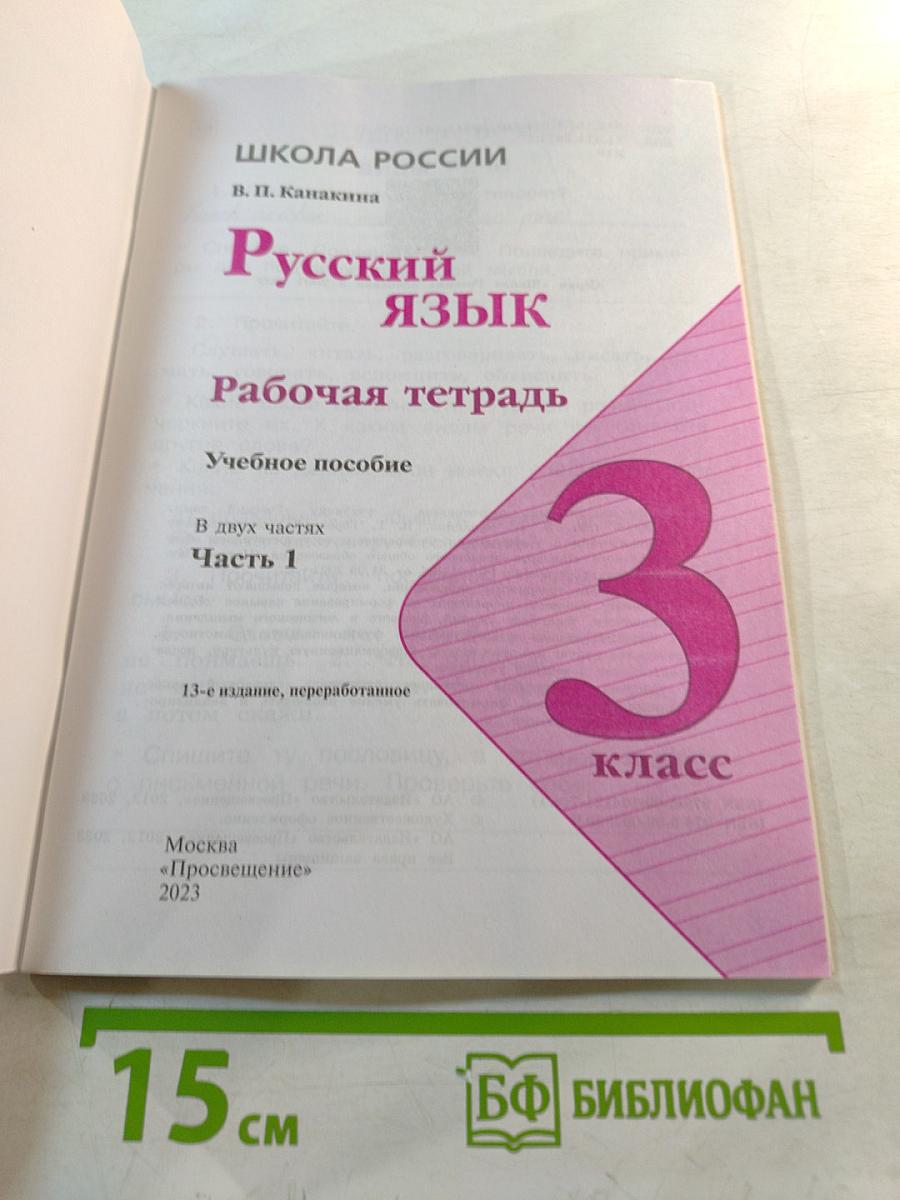 ШКОЛА РОССИИ
В. П. Канакина
Русский
язык
Рабочая тетрадь
Учебное пособие
В двух частях
Часть 1
13-е издание, переработанное
3
класс
Москва
«Просвещение»
2023
15 см
БФ БИБЛИОФАН